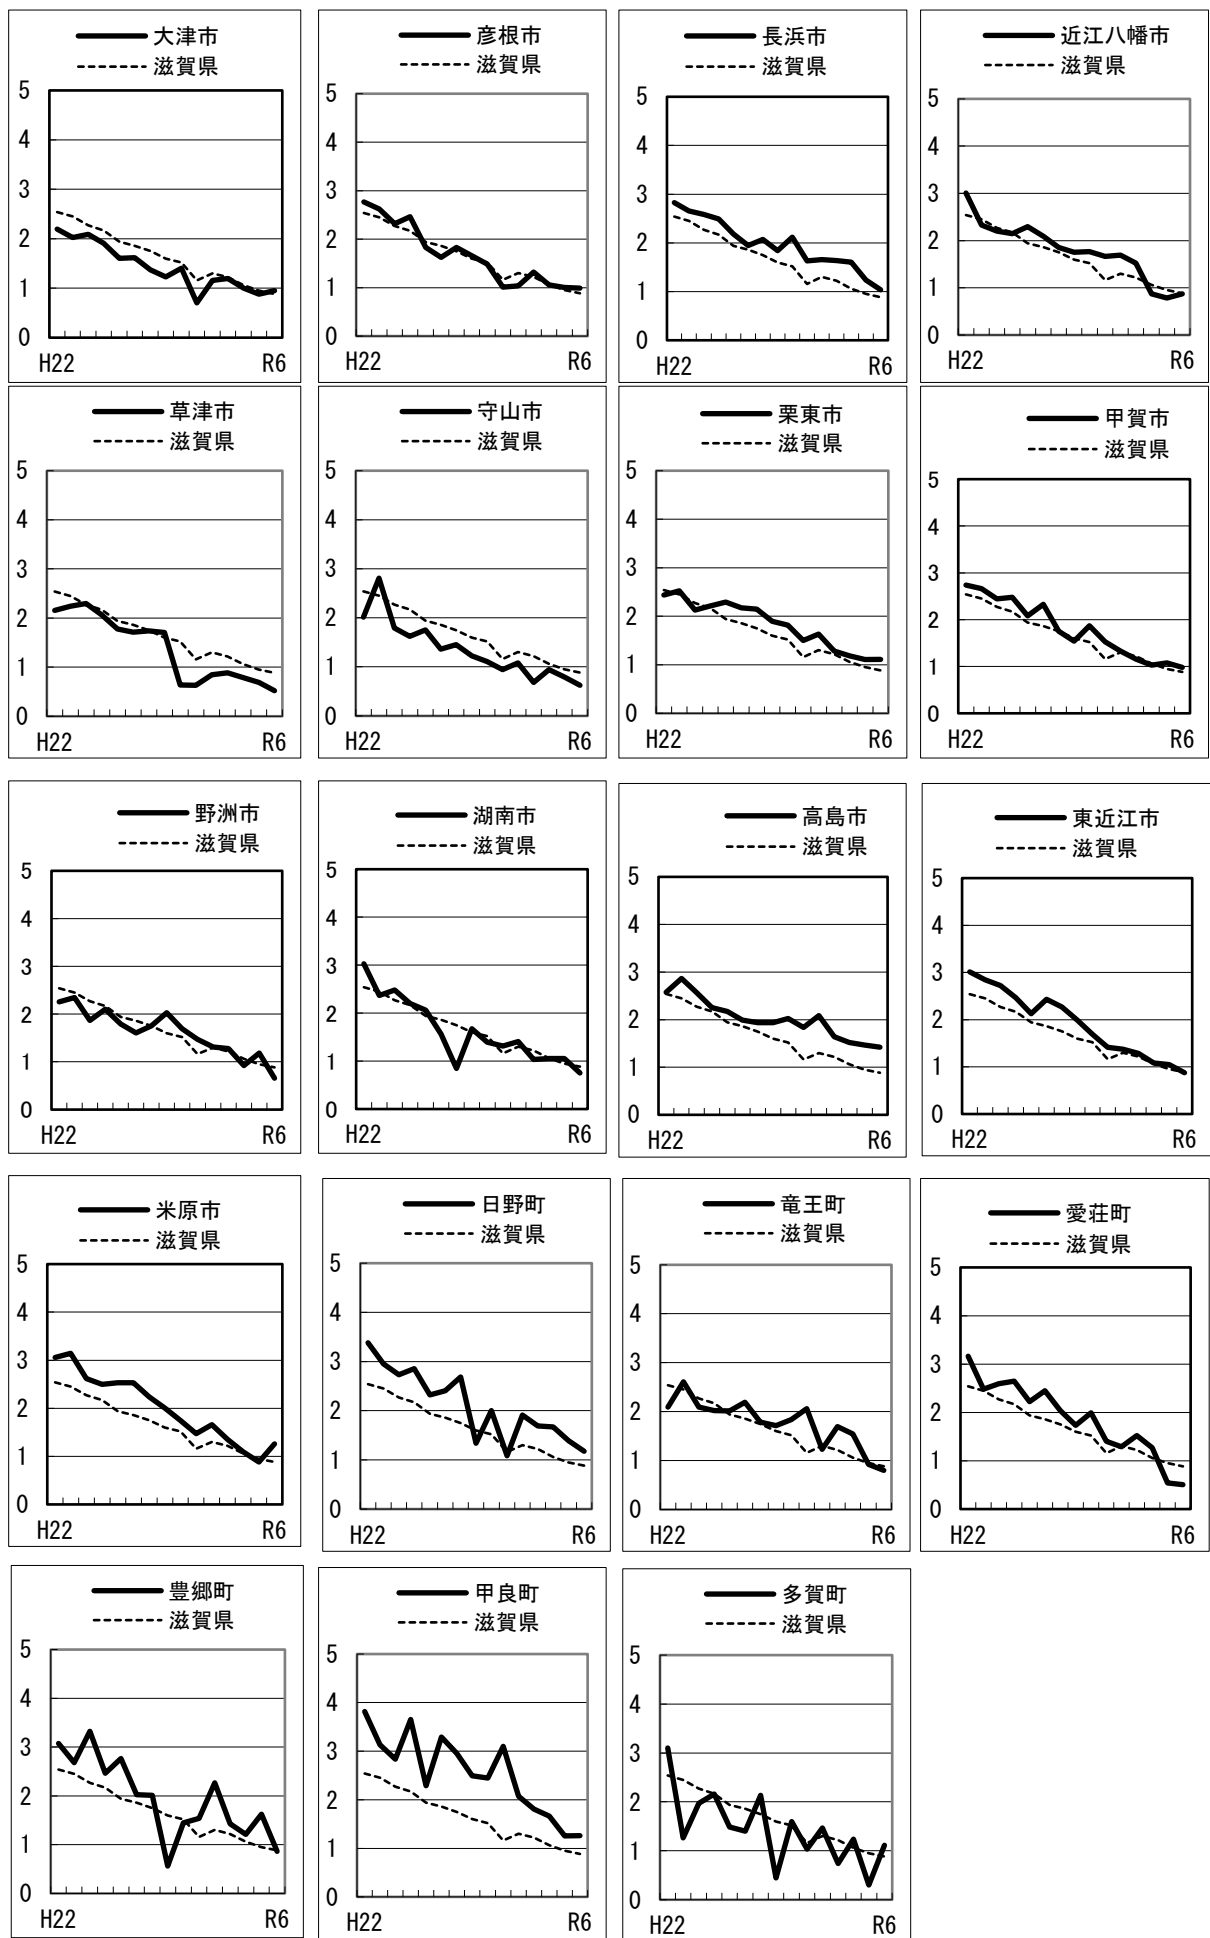 大津市
滋賀県
5
4
3
2
1
0
H22 R6
彦根市
滋賀県
5
4
3
2
1
0
H22 R6
長浜市
滋賀県
5
4
3
2
1
0
H22 R6
近江八幡市
滋賀県
5
4
3
2
1
0
H22 R6
草津市
滋賀県
5
4
3
2
1
0
H22 R6
守山市
滋賀県
5
4
3
2
1
0
H22 R6
栗東市
滋賀県
5
4
3
2
1
0
H22 R6
甲賀市
滋賀県
5
4
3
2
1
0
H22 R6
野洲市
滋賀県
5
4
3
2
1
0
H22 R6
湖南市
滋賀県
5
4
3
2
1
0
H22 R6
高島市
滋賀県
5
4
3
2
1
0
H22 R6
東近江市
滋賀県
5
4
3
2
1
0
H22 R6
米原市
滋賀県
5
4
3
2
1
0
H22 R6
日野町
滋賀県
5
4
3
2
1
0
H22 R6
竜王町
滋賀県
5
4
3
2
1
0
H22 R6
愛荘町
滋賀県
5
4
3
2
1
0
H22 R6
豊郷町
滋賀県
5
4
3
2
1
0
H22 R6
甲良町
滋賀県
5
4
3
2
1
0
H22 R6
多賀町
滋賀県
5
4
3
2
1
0
H22 R6